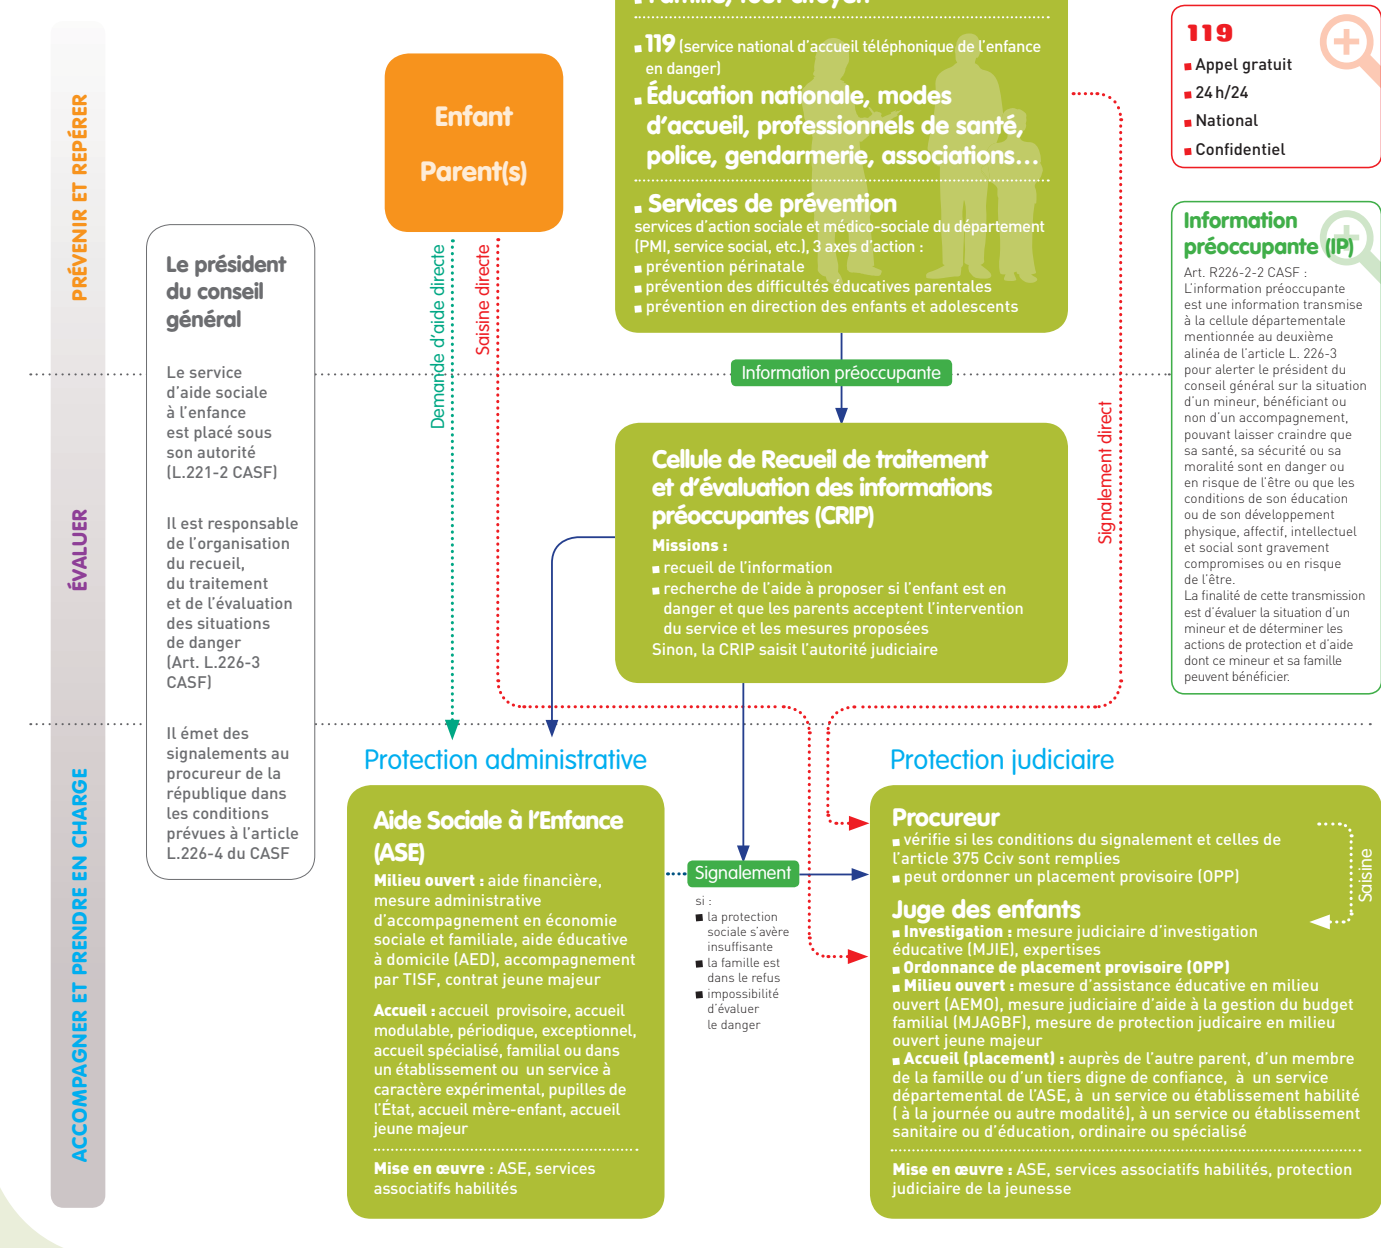 PRÉVENIR ET REPÉRER
ÉVALUER
ACCOMPAGNER ET PRENDRE EN CHARGE
Le président
du conseil
général
Le service
d'aide sociale
à l'enfance
est placé sous
son autorité
(L.221-2 CASF)
Il est responsable
de l'organisation
du recueil,
du traitement
et de l'évaluation
des situations
de danger
(Art. L.226-3
CASF)
Il émet des
signalements au
procureur de la
république dans
les conditions
prévues à l'article
L.226-4 du CASF
Enfant
Parent(s)
Demande d'aide directe
Saisine directe
119 (service national d'accueil téléphonique de l'enfance
en danger)
Éducation nationale, modes
d'accueil, professionnels de santé,
police, gendarmerie, associations…
Services de prévention
services d'action sociale et médico-sociale du département
(PMI, service social, etc.), 3 axes d'action :
prévention périnatale
prévention des difficultés éducatives parentales
prévention en direction des enfants et adolescents
Information préoccupante
Cellule de Recueil de traitement
et d'évaluation des informations
préoccupantes (CRIP)
Missions :
recueil de l'information
recherche de l'aide à proposer si l'enfant est en
danger et que les parents acceptent l'intervention
du service et les mesures proposées
Sinon, la CRIP saisit l'autorité judiciaire
Signalement direct
119
Appel gratuit
24 h/24
National
Confidentiel
Information
préoccupante (IP)
Art. R226-2-2 CASF :
L'information préoccupante
est une information transmise
à la cellule départementale
mentionnée au deuxième
alinéa de l'article L. 226-3
pour alerter le président du
conseil général sur la situation
d'un mineur, bénéficiant ou
non d'un accompagnement,
pouvant laisser craindre que
sa santé, sa sécurité ou sa
moralité sont en danger ou
en risque de l'être ou que les
conditions de son éducation
ou de son développement
physique, affectif, intellectuel
et social sont gravement
compromises ou en risque
de l'être.
La finalité de cette transmission
est d'évaluer la situation d'un
mineur et de déterminer les
actions de protection et d'aide
dont ce mineur et sa famille
peuvent bénéficier.
Protection administrative
Aide Sociale à l'Enfance
(ASE)
Milieu ouvert : aide financière,
mesure administrative
d'accompagnement en économie
sociale et familiale, aide éducative
à domicile (AED), accompagnement
par TISF, contrat jeune majeur
Accueil : accueil provisoire, accueil
modulable, périodique, exceptionnel,
accueil spécialisé, familial ou dans
un établissement ou un service à
caractère expérimental, pupilles de
l'État, accueil mère-enfant, accueil
jeune majeur
Mise en œuvre : ASE, services
associatifs habilités
Signalement
si :
la protection
sociale s'avère
insuffisante
la famille est
dans le refus
impossibilité
d'évaluer
le danger
Protection judiciaire
Procureur
vérifie si les conditions du signalement et celles de
l'article 375 Cciv sont remplies
peut ordonner un placement provisoire (OPP)
Saisine
Juge des enfants
Investigation : mesure judiciaire d'investigation
éducative (MJIE), expertises
Ordonnance de placement provisoire (OPP)
Milieu ouvert : mesure d'assistance éducative en milieu
ouvert (AEMO), mesure judiciaire d'aide à la gestion du budget
familial (MJAGBF), mesure de protection judicaire en milieu
ouvert jeune majeur
Accueil (placement) : auprès de l'autre parent, d'un membre
de la famille ou d'un tiers digne de confiance, à un service
départemental de l'ASE, à un service ou établissement habilité
( à la journée ou autre modalité), à un service ou établissement
sanitaire ou d'éducation, ordinaire ou spécialisé
Mise en œuvre : ASE, services associatifs habilités, protection
judiciaire de la jeunesse